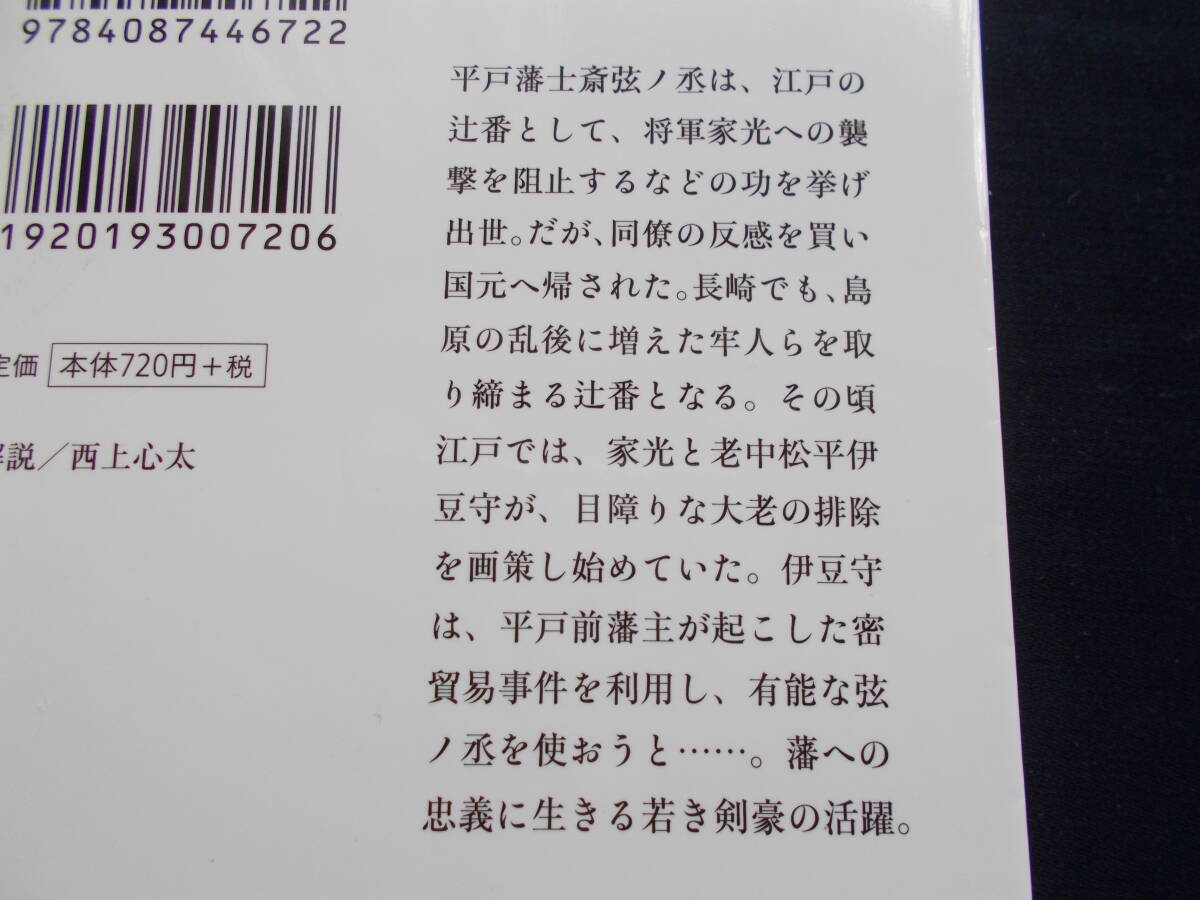 9784087446722
1920193007206
定価 本体720円+税
解説/西上心太
平戸藩士斎弦ノ丞は、江戸の
辻番として、将軍家光への襲
撃を阻止するなどの功を挙げ
出世。だが、同僚の反感を買い
国元へ帰された。長崎でも、島
原の乱後に増えた牢人らを取
り締まる辻番となる。その頃
江戸では、家光と老中松平伊
豆守が、目障りな大老の排除
を画策し始めていた。伊豆守
は、平戸前藩主が起こした密
貿易事件を利用し、有能な弦
ノ丞を使おうと……。藩への
忠義に生きる若き剣豪の活躍。